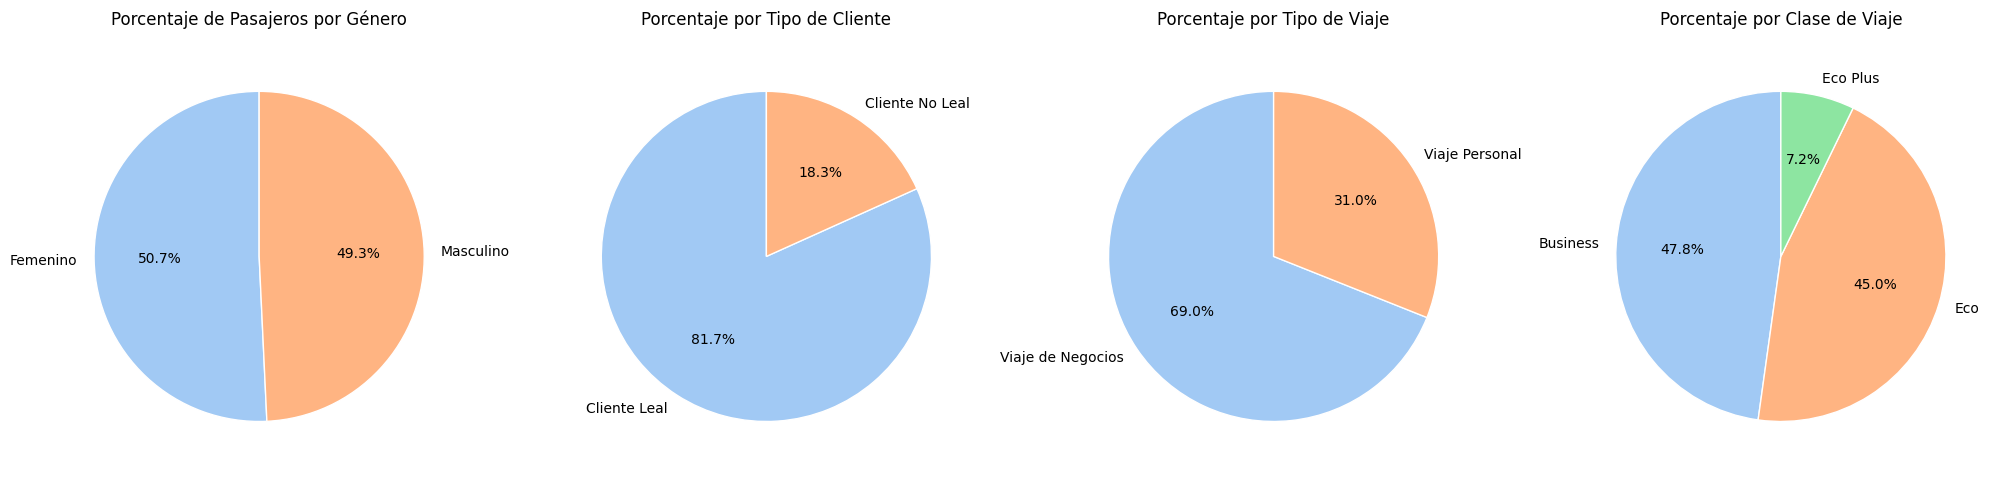 Porcentaje de Pasajeros por Género
Femenino
50.7%
49.3%
Masculino
Porcentaje por Tipo de Cliente
Cliente No Leal
18.3%
81.7%
Cliente Leal
Porcentaje por Tipo de Viaje
Viaje Personal
31.0%
69.0%
Viaje de Negocios
Porcentaje por Clase de Viaje
Eco Plus
7.2%
Business
47.8%
45.0%
Eco